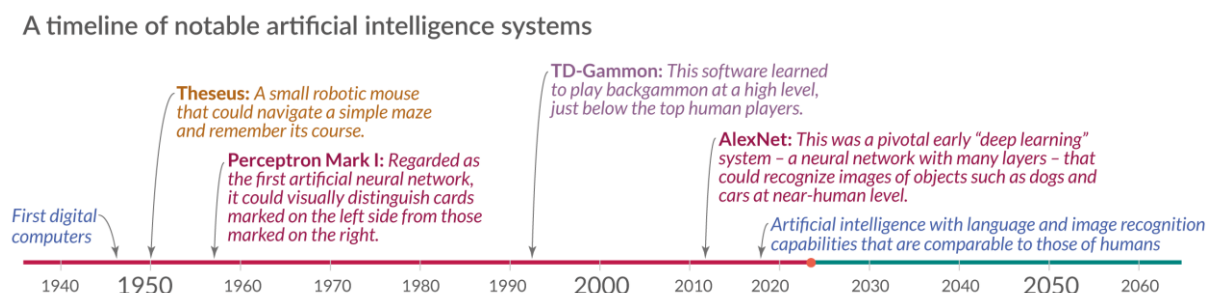 A timeline of notable artificial intelligence systems
TD-Gammon: This software learned
to play backgammon at a high level,
just below the top human players.
Theseus: A small robotic mouse
that could navigate a simple maze
and remember its course.
AlexNet: This was a pivotal early “deep learning”
system – a neural network with many layers – that
could recognize images of objects such as dogs and
cars at near-human level.
Perceptron Mark I: Regarded as
the first artificial neural network,
it could visually distinguish cards
marked on the left side from those
marked on the right.
First digital
computers
Artificial intelligence with language and image recognition
capabilities that are comparable to those of humans
1940 1950 1960 1970 1980 1990 2000 2010 2020 2030 2040 2050 2060